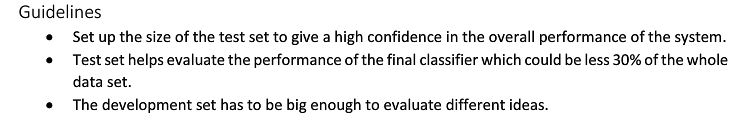 Guidelines
• Set up the size of the test set to give a high confidence in the overall performance of the system.
• Test set helps evaluate the performance of the final classifier which could be less 30% of the whole
data set.
• The development set has to be big enough to evaluate different ideas.